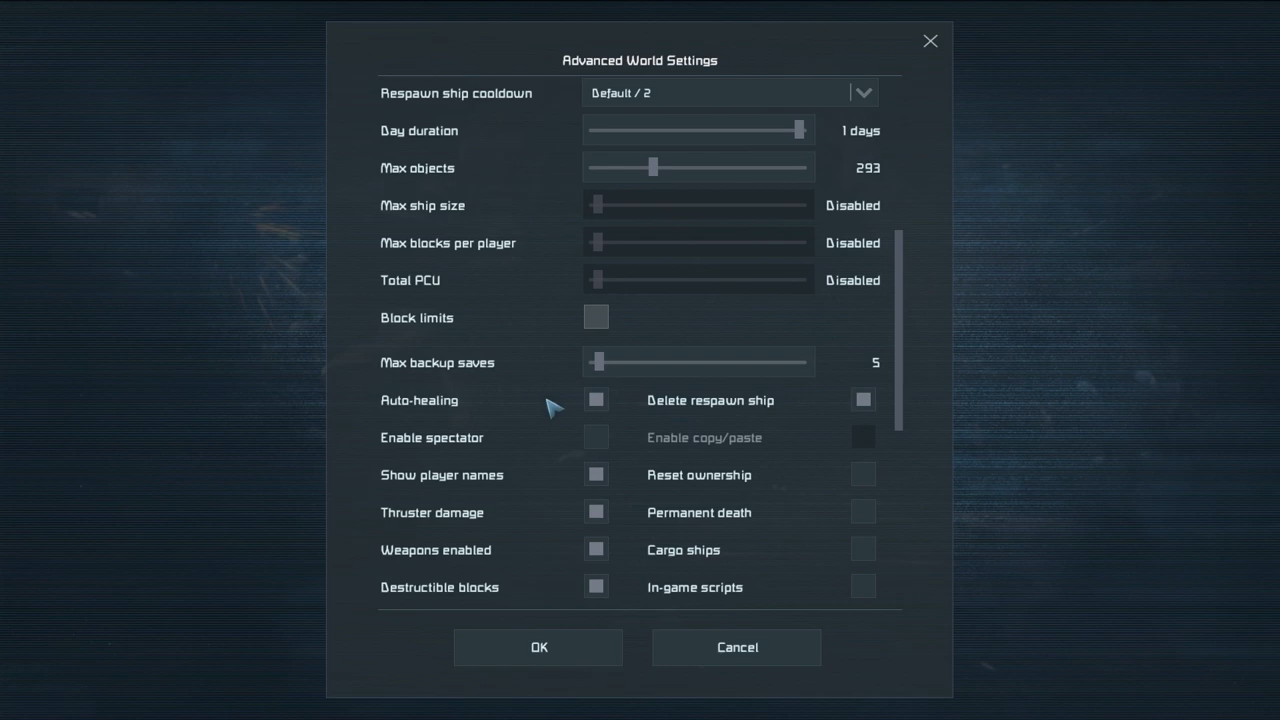 Advanced World Settings
Respawn ship cooldown Default / 2
Day duration 1 days
Max objects 293
Max ship size Disabled
Max blocks per player Disabled
Total PCU Disabled
Block limits
Max backup saves 5
Auto-healing Delete respawn ship
Enable spectator Enable copy/paste
Show player names Reset ownership
Thruster damage Permanent death
Weapons enabled Cargo ships
Destructible blocks In-game scripts
OK Cancel